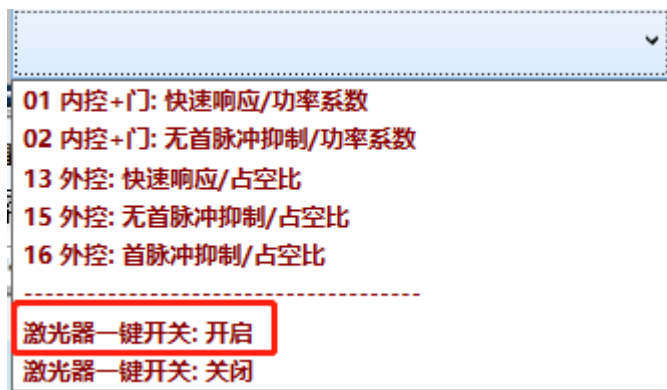 01 内控+门: 快速响应/功率系数
02 内控+门: 无首脉冲抑制/功率系数
13 外控: 快速响应/占空比
15 外控: 无首脉冲抑制/占空比
16 外控: 首脉冲抑制/占空比
------------------------------------
激光器一键开关: 开启
激光器一键开关: 关闭